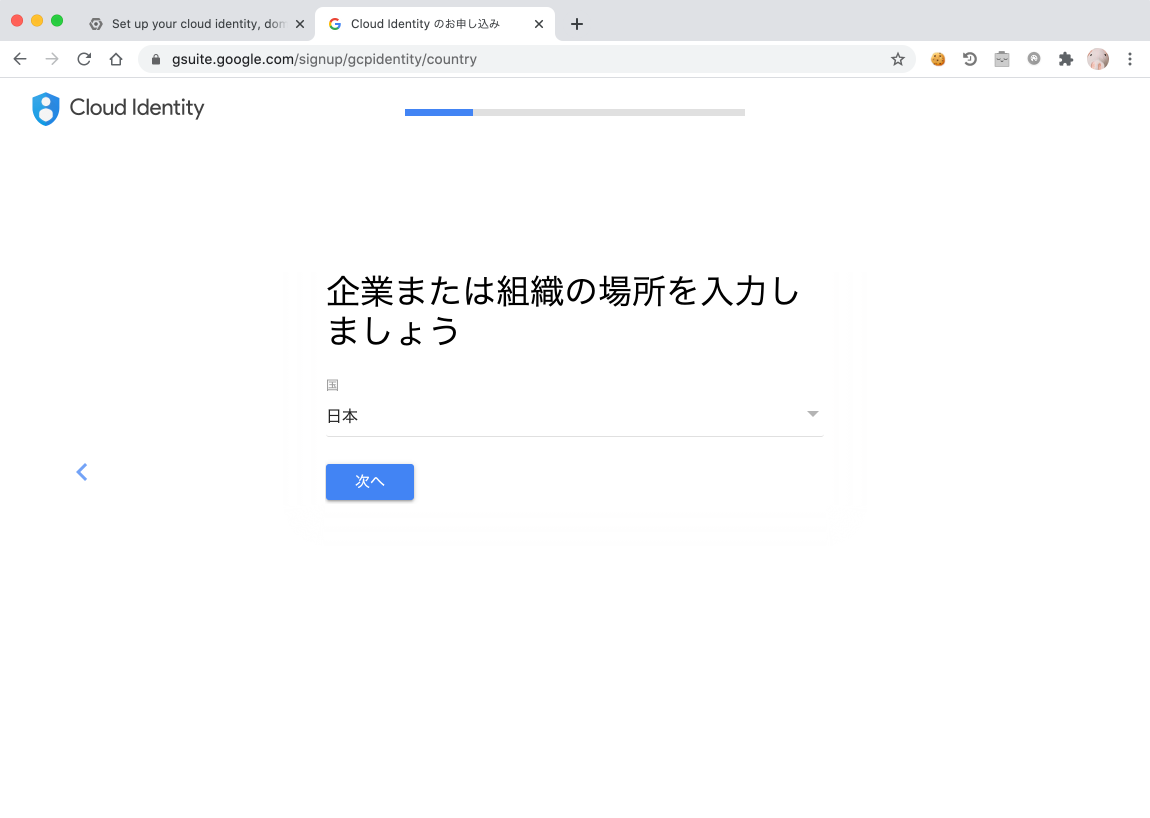 Set up your cloud identity, dom
Cloud Identity のお申し込み
gsuite.google.com/signup/gcpidentity/country
Cloud Identity
企業または組織の場所を入力し
ましょう
国
日本
次へ